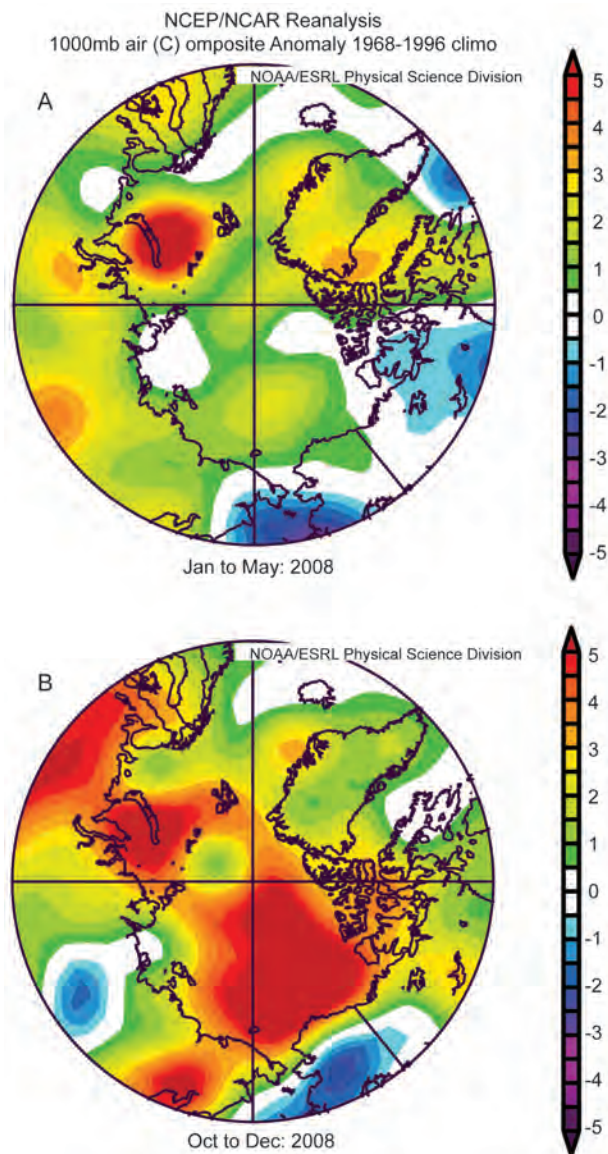 NCEP/NCAR Reanalysis
1000mb air (C) omposite Anomaly 1968-1996 climo
NOAA/ESRL Physical Science Division
A
5
4
3
2
1
0
-1
-2
-3
-4
-5
Jan to May: 2008
NOAA/ESRL Physical Science Division
B
5
4
3
2
1
0
-1
-2
-3
-4
-5
Oct to Dec: 2008